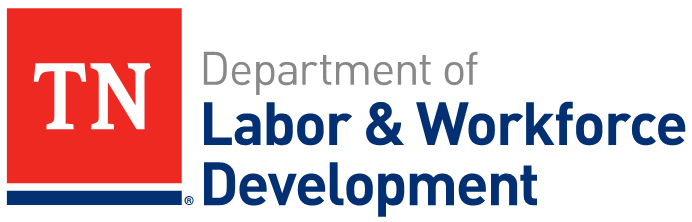 TN
®
Department of
Labor & Workforce
Development